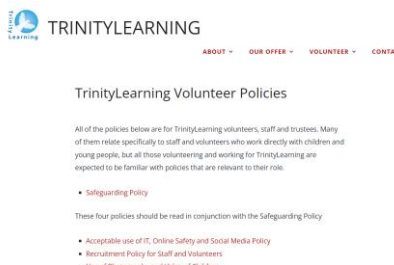 Trinity
Learning
TRINITYLEARNING
ABOUT
OUR OFFER
VOLUNTEER
CONTA
TrinityLearning Volunteer Policies
All of the policies below are for TrinityLearning volunteers, staff and trustees. Many
of them relate specifically to staff and volunteers who work directly with children and
young people, but all those volunteering and working for TrinityLearning are
expected to be familiar with policies that are relevant to their role.
Safeguarding Policy
These four policies should be read in conjunction with the Safeguarding Policy
Acceptable use of IT, Online Safety and Social Media Policy
Recruitment Policy for Staff and Volunteers